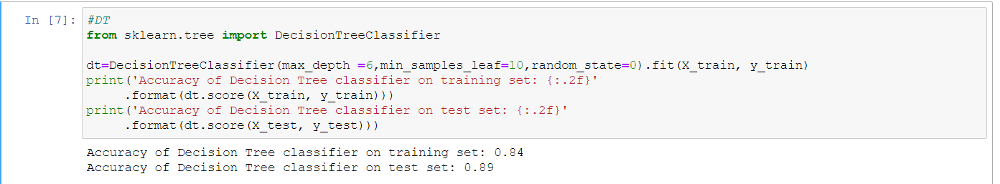 In [7]: #DT
from sklearn.tree import DecisionTreeClassifier
dt=DecisionTreeClassifier(max_depth =6,min_samples_leaf=10,random_state=0).fit(X_train, y_train)
print('Accuracy of Decision Tree classifier on training set: {:.2f}'
     .format(dt.score(X_train, y_train)))
print('Accuracy of Decision Tree classifier on test set: {:.2f}'
     .format(dt.score(X_test, y_test)))
Accuracy of Decision Tree classifier on training set: 0.84
Accuracy of Decision Tree classifier on test set: 0.89